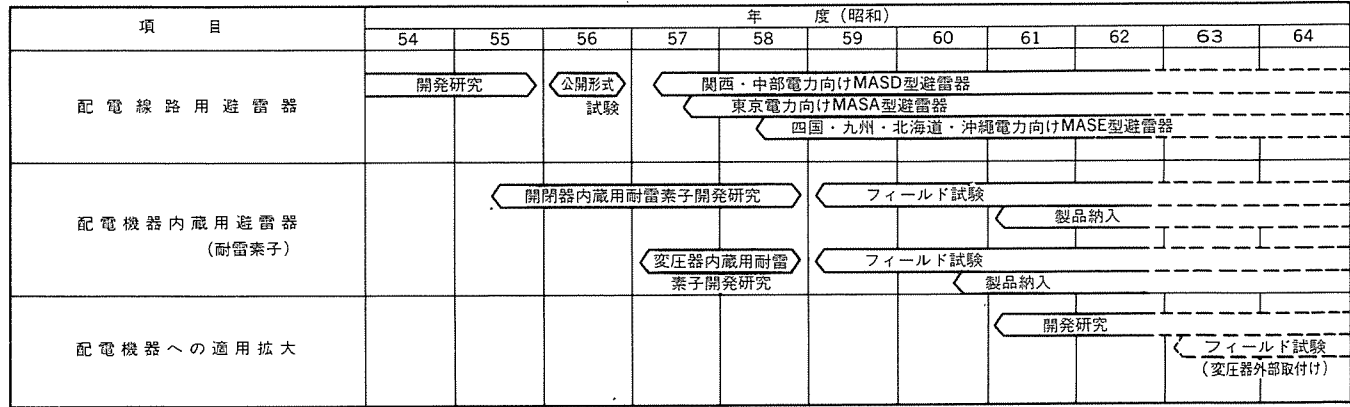 項 目
年 度(昭和)
54 55 56 57 58 59 60 61 62 63 64
配電線路用避雷器
開発研究
公開形式
試験
関西・中部電力向けMASD型避雷器
東京電力向けMASA型避雷器
四国・九州・北海道・沖縄電力向けMASE型避雷器
配電機器内蔵用避雷器
(耐雷素子)
開閉器内蔵用耐雷素子開発研究
フィールド試験
製品納入
変圧器内蔵用耐雷
素子開発研究
フィールド試験
製品納入
配電機器への適用拡大
開発研究
フィールド試験
(変圧器外部取付け)